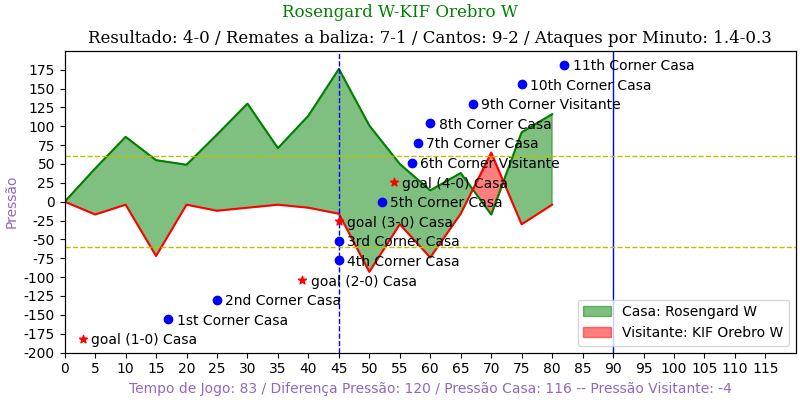 Rosengard W-KIF Orebro W
Resultado: 4-0 / Remates a baliza: 7-1 / Cantos: 9-2 / Ataques por Minuto: 1.4-0.3
Pressão
175
150
125
100
75
50
25
0
-25
-50
-75
-100
-125
-150
-175
-200
11th Corner Casa
10th Corner Casa
9th Corner Visitante
8th Corner Casa
7th Corner Casa
6th Corner Visitante
goal (4-0) Casa
5th Corner Casa
goal (3-0) Casa
3rd Corner Casa
4th Corner Casa
goal (2-0) Casa
2nd Corner Casa
1st Corner Casa
goal (1-0) Casa
Casa: Rosengard W
Visitante: KIF Orebro W
0 5 10 15 20 25 30 35 40 45 50 55 60 65 70 75 80 85 90 95 100 105 110 115
Tempo de Jogo: 83 / Diferença Pressão: 120 / Pressão Casa: 116 -- Pressão Visitante: -4